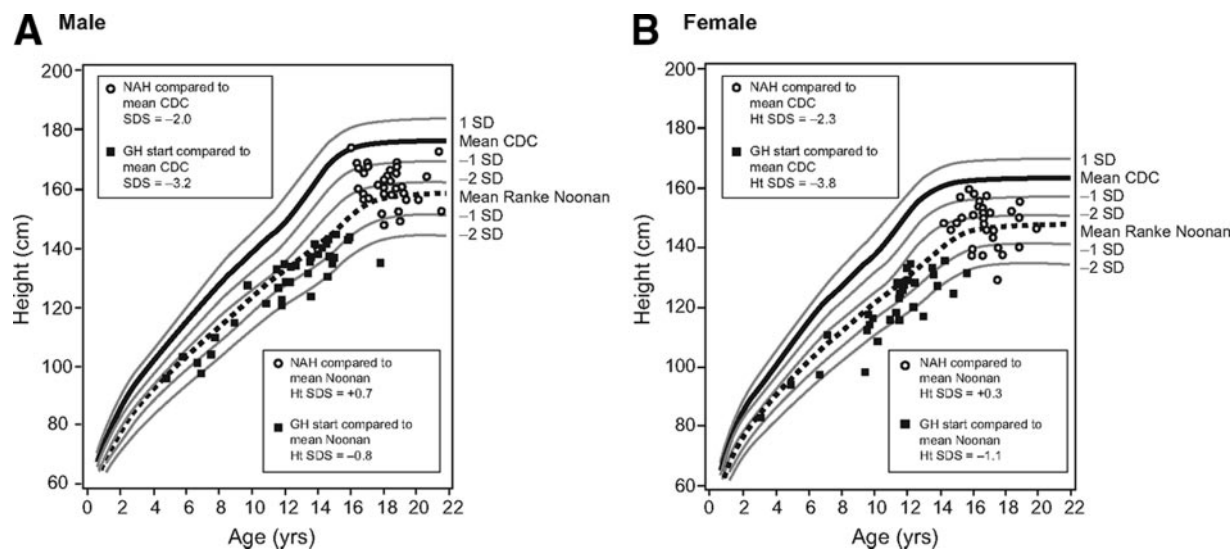 A Male
200
180
160
140
120
100
80
60
Height (cm)
0 2 4 6 8 10 12 14 16 18 20 22
Age (yrs)
NAH compared to
mean CDC
SDS = –2.0
GH start compared to
mean CDC
SDS = –3.2
1 SD
Mean CDC
–1 SD
–2 SD
Mean Ranke Noonan
–1 SD
–2 SD
NAH compared to
mean Noonan
Ht SDS = +0.7
GH start compared to
mean Noonan
Ht SDS = –0.8
B Female
200
180
160
140
120
100
80
60
Height (cm)
0 2 4 6 8 10 12 14 16 18 20 22
Age (yrs)
NAH compared to
mean CDC
Ht SDS = –2.3
GH start compared to
mean CDC
Ht SDS = –3.8
1 SD
Mean CDC
–1 SD
–2 SD
Mean Ranke Noonan
–1 SD
–2 SD
NAH compared to
mean Noonan
Ht SDS = +0.3
GH start compared to
mean Noonan
Ht SDS = –1.1